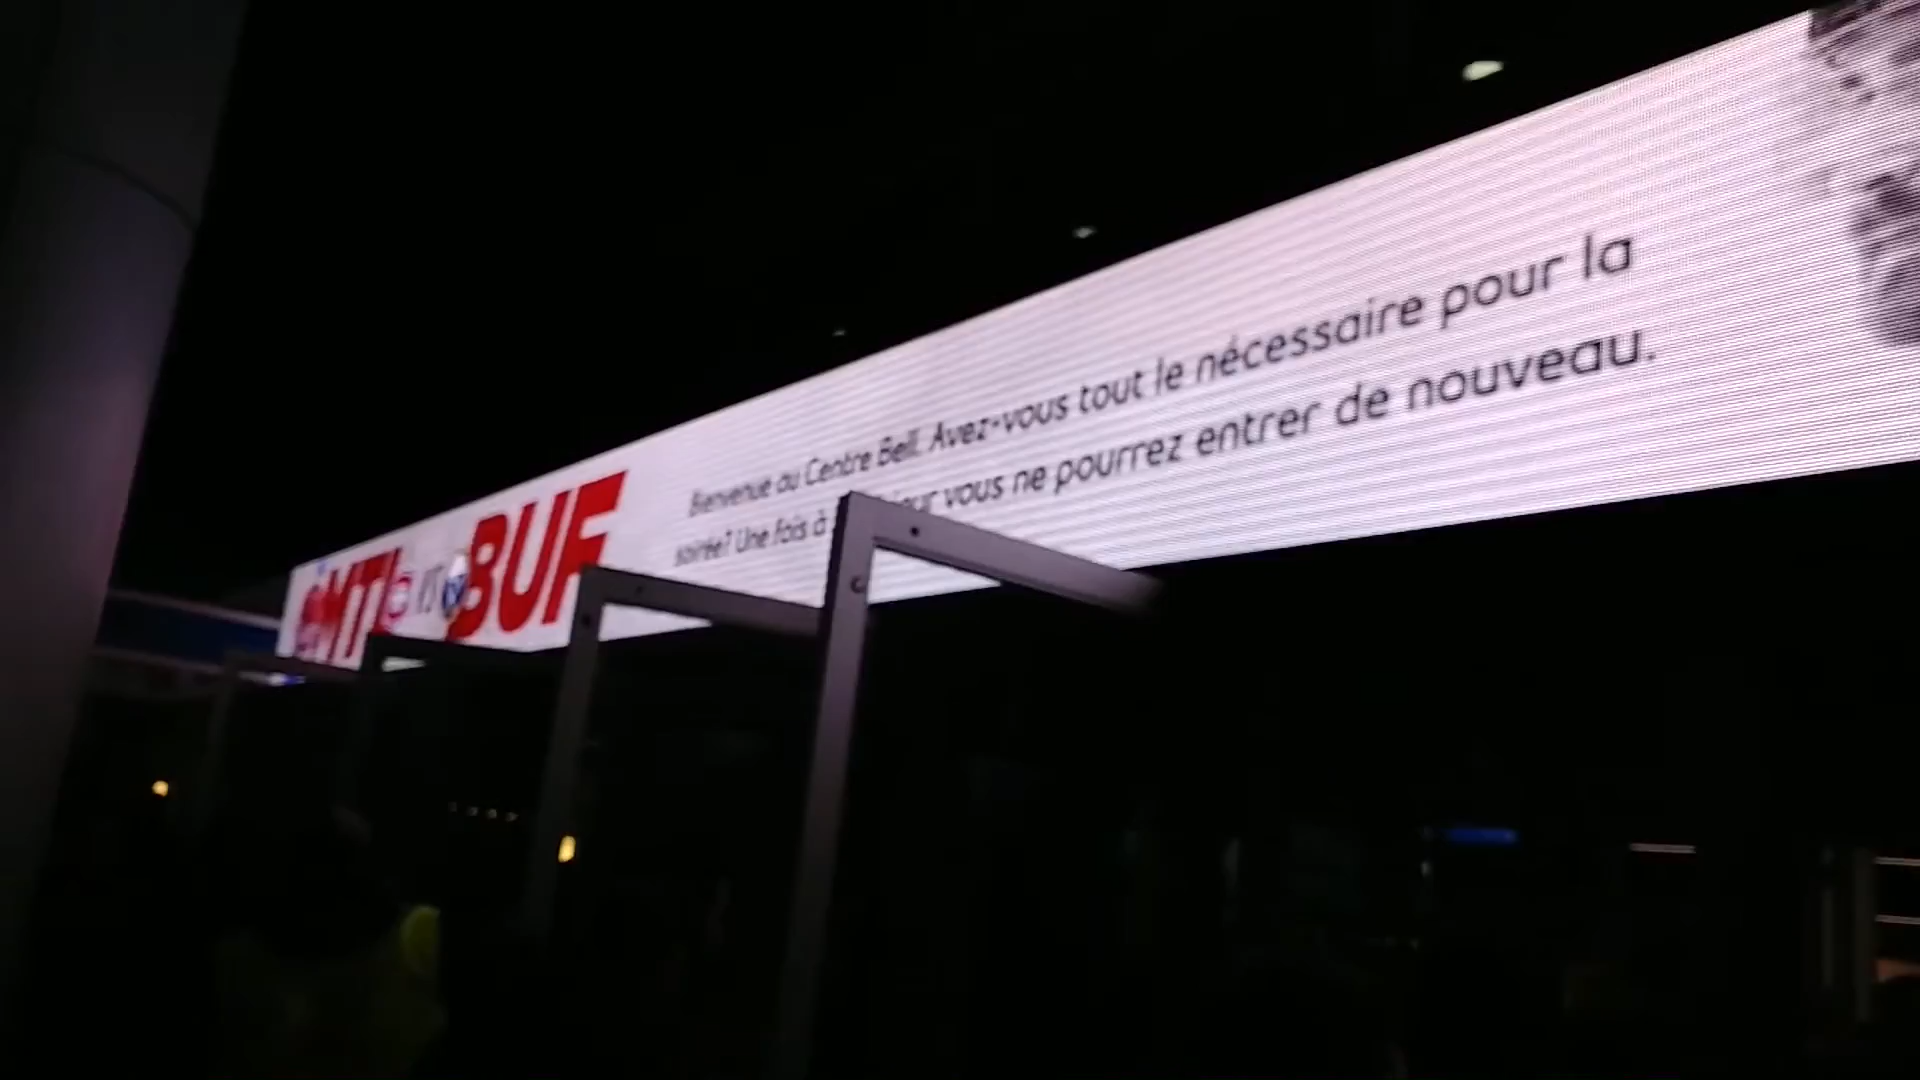 MTL VS BUF
Bienvenue au Centre Bell. Avez-vous tout le nécessaire pour la
soirée? Une fois à vous ne pourrez entrer de nouveau.